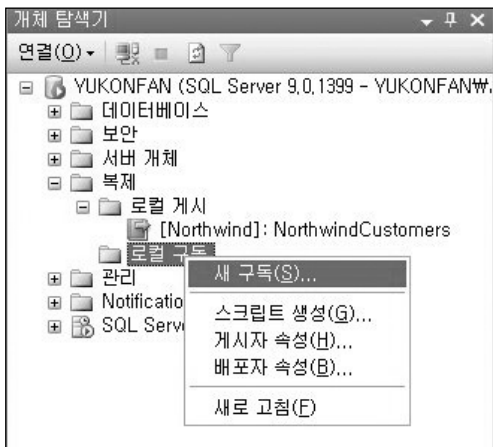 개체 탐색기
연결(O)
YUKONFAN (SQL Server 9.0.1399 - YUKONFAN₩.
데이터베이스
보안
서버 개체
복제
로컬 게시
[Northwind]: NorthwindCustomers
로컬 구독
새 구독(S)...
관리
Notificatio
스크립트 생성(G)...
SQL Serv
게시자 속성(H)...
배포자 속성(B)...
새로 고침(F)